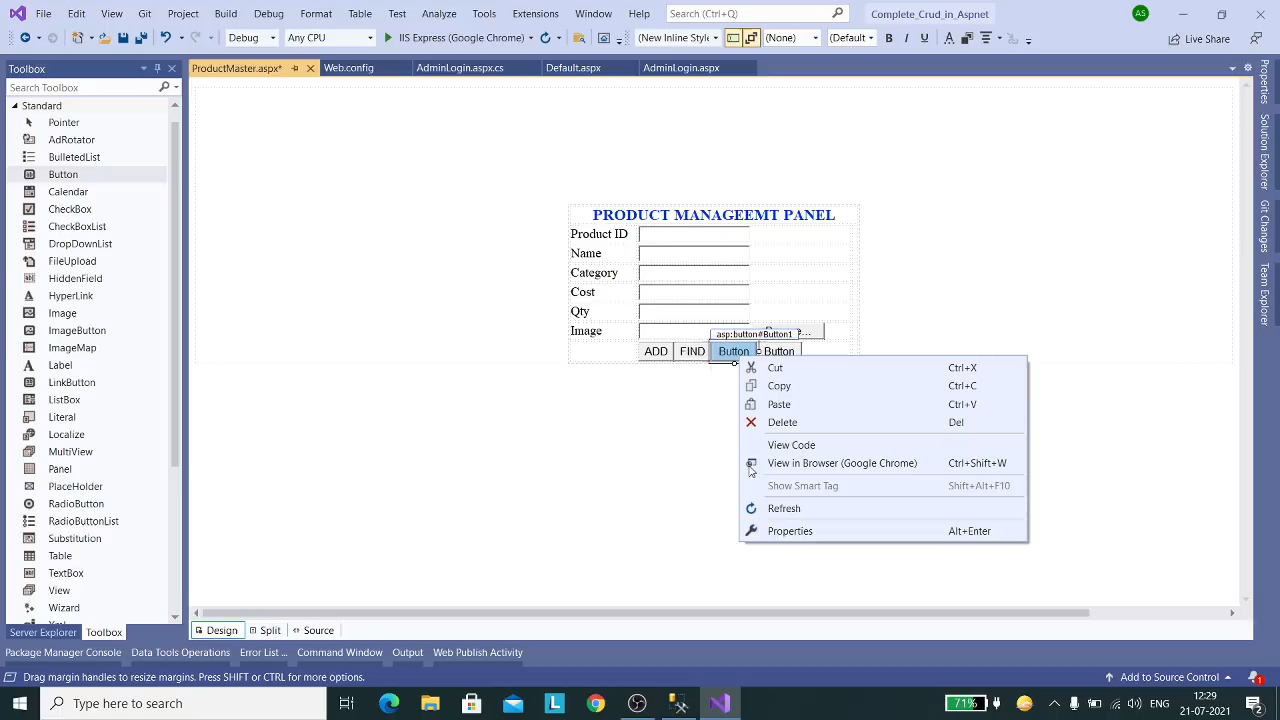 File Edit View Git Project Build Debug Format Table Test Analyze Tools Extensions Window Help Search (Ctrl+Q) Complete_Crud_in_Aspnet AS
Debug Any CPU IIS Express (Google Chrome) (New Inline Style (None) (Default B I U A Live Share
Toolbox
ProductMaster.aspx* Web.config AdminLogin.aspx.cs Default.aspx AdminLogin.aspx
Search Toolbox
Standard
Pointer
AdRotator
BulletedList
Button
Calendar
CheckBox
CheckBoxList
DropDownList
FileUpload
HiddenField
HyperLink
Image
ImageButton
ImageMap
Label
LinkButton
ListBox
Literal
Localize
MultiView
Panel
PlaceHolder
RadioButton
RadioButtonList
Substitution
Table
TextBox
View
Wizard
Server Explorer Toolbox
PRODUCT MANAGEEMT PANEL
Product ID
Name
Category
Cost
Qty
Image
asp:button#Button1
ADD FIND Button Button
Cut Ctrl+X
Copy Ctrl+C
Paste Ctrl+V
Delete Del
View Code
View in Browser (Google Chrome) Ctrl+Shift+W
Show Smart Tag Shift+Alt+F10
Refresh
Properties Alt+Enter
Properties
Solution Explorer
Git Changes
Team Explorer
Design Split Source
Package Manager Console Data Tools Operations Error List ... Command Window Output Web Publish Activity
Drag margin handles to resize margins. Press SHIFT or CTRL for more options. Add to Source Control 1
Type here to search L 71% ENG 12:29
21-07-2021 2